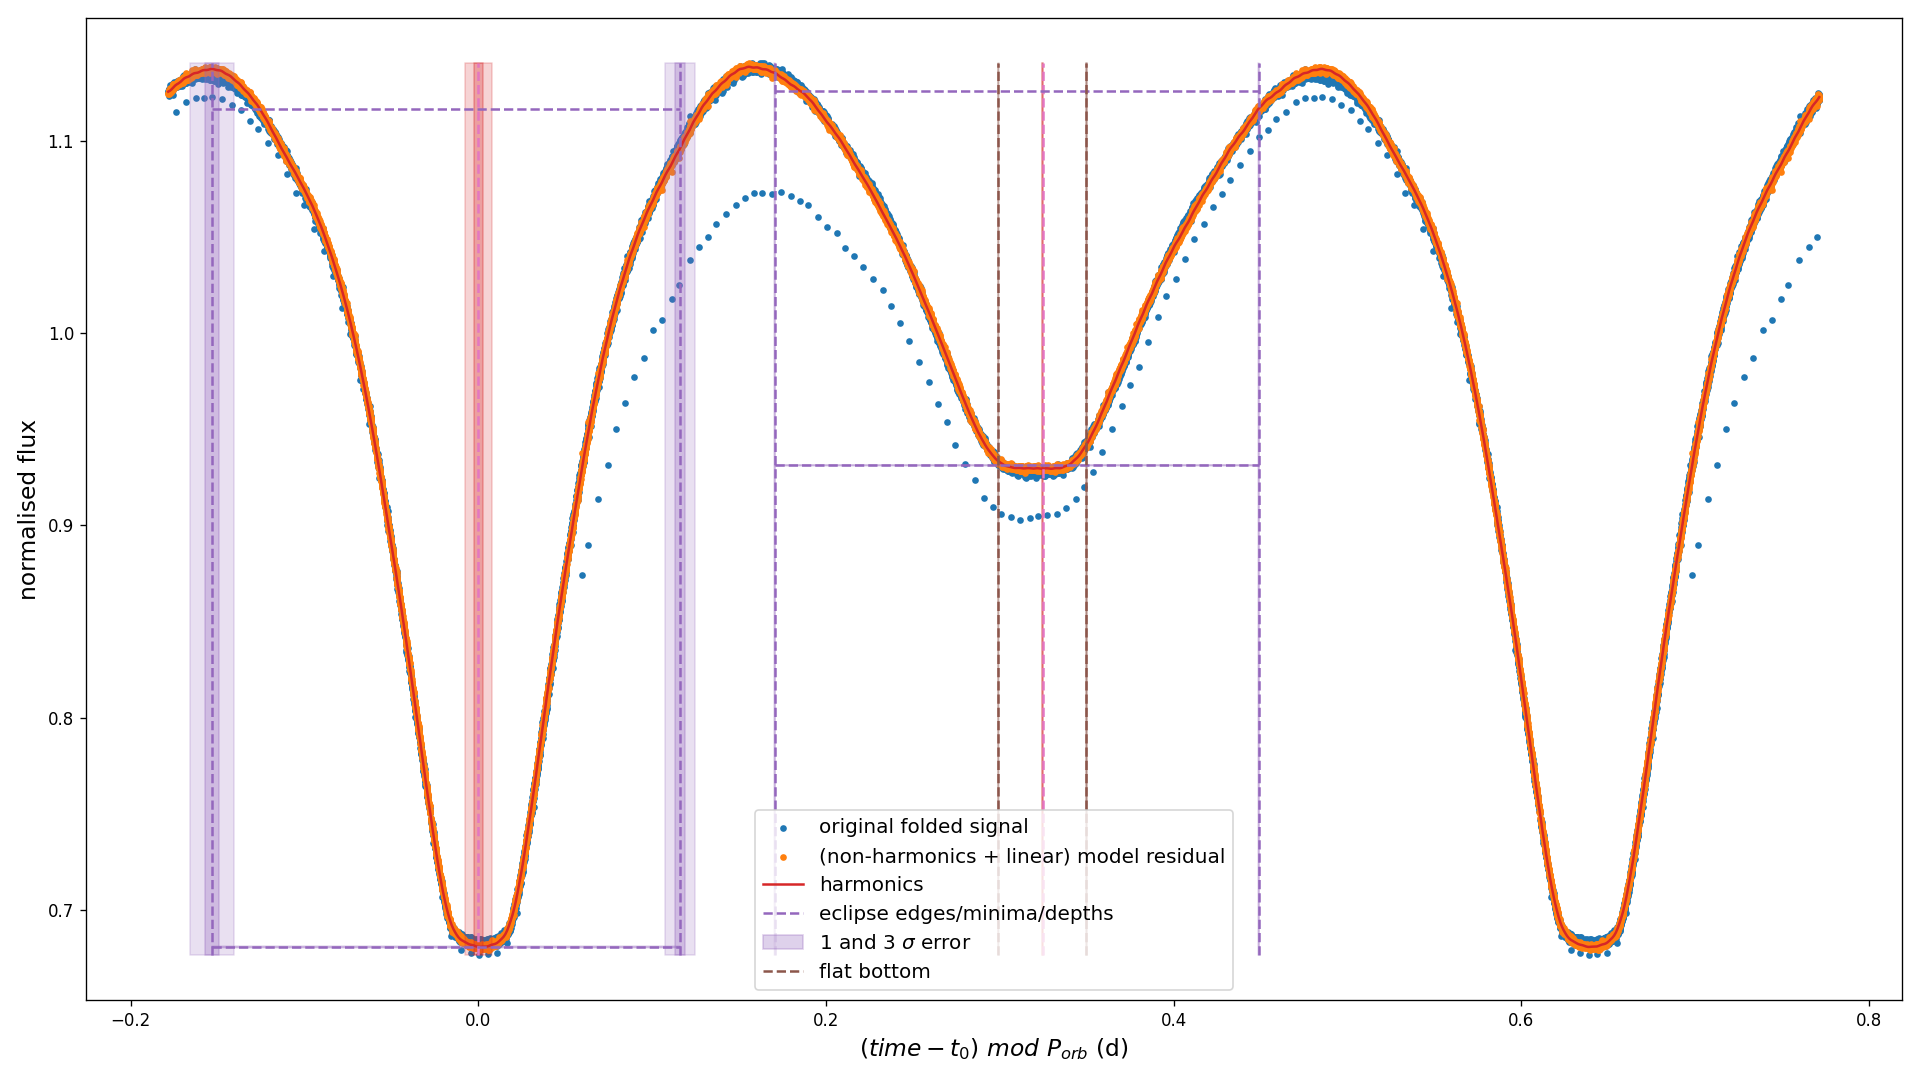 normalised flux
1.1
1.0
0.9
0.8
0.7
original folded signal
(non-harmonics + linear) model residual
harmonics
eclipse edges/minima/depths
1 and 3 σ error
flat bottom
−0.2
0.0
0.2
0.4
0.6
0.8
(time − t₀) mod P_orb (d)